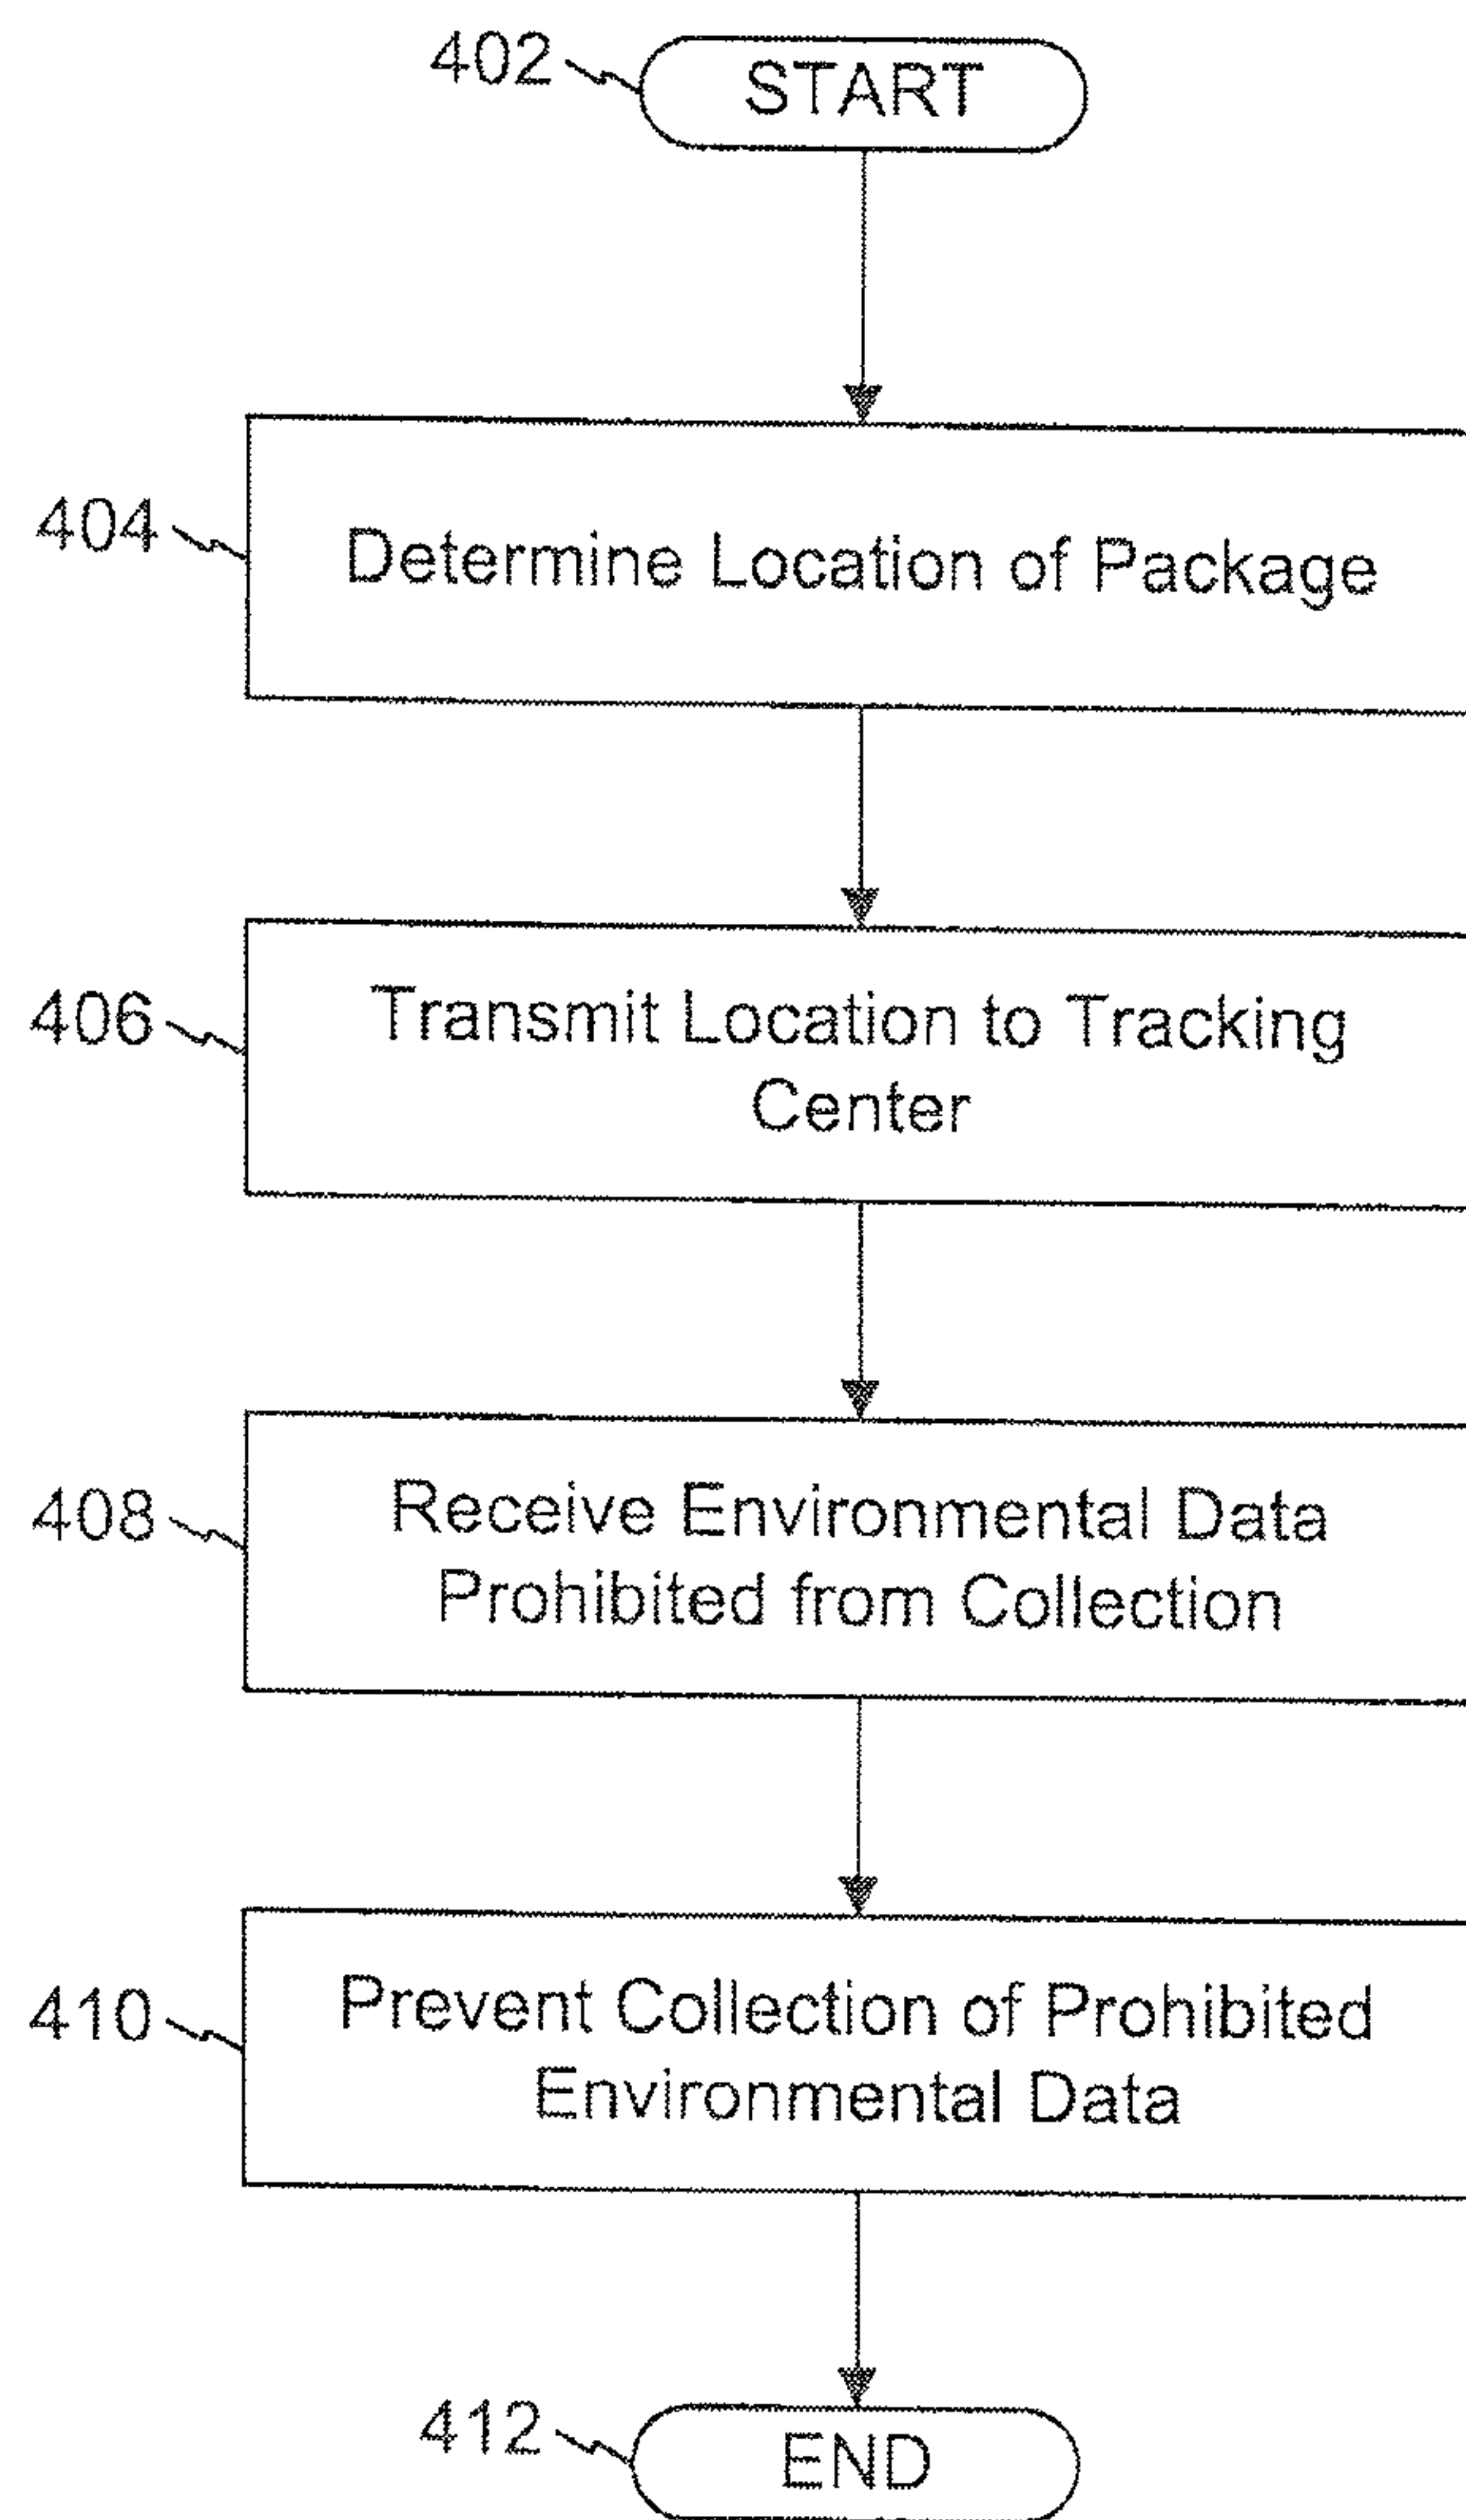 402
START
404
Determine Location of Package
406
Transmit Location to Tracking
Center
408
Receive Environmental Data
Prohibited from Collection
410
Prevent Collection of Prohibited
Environmental Data
412
END